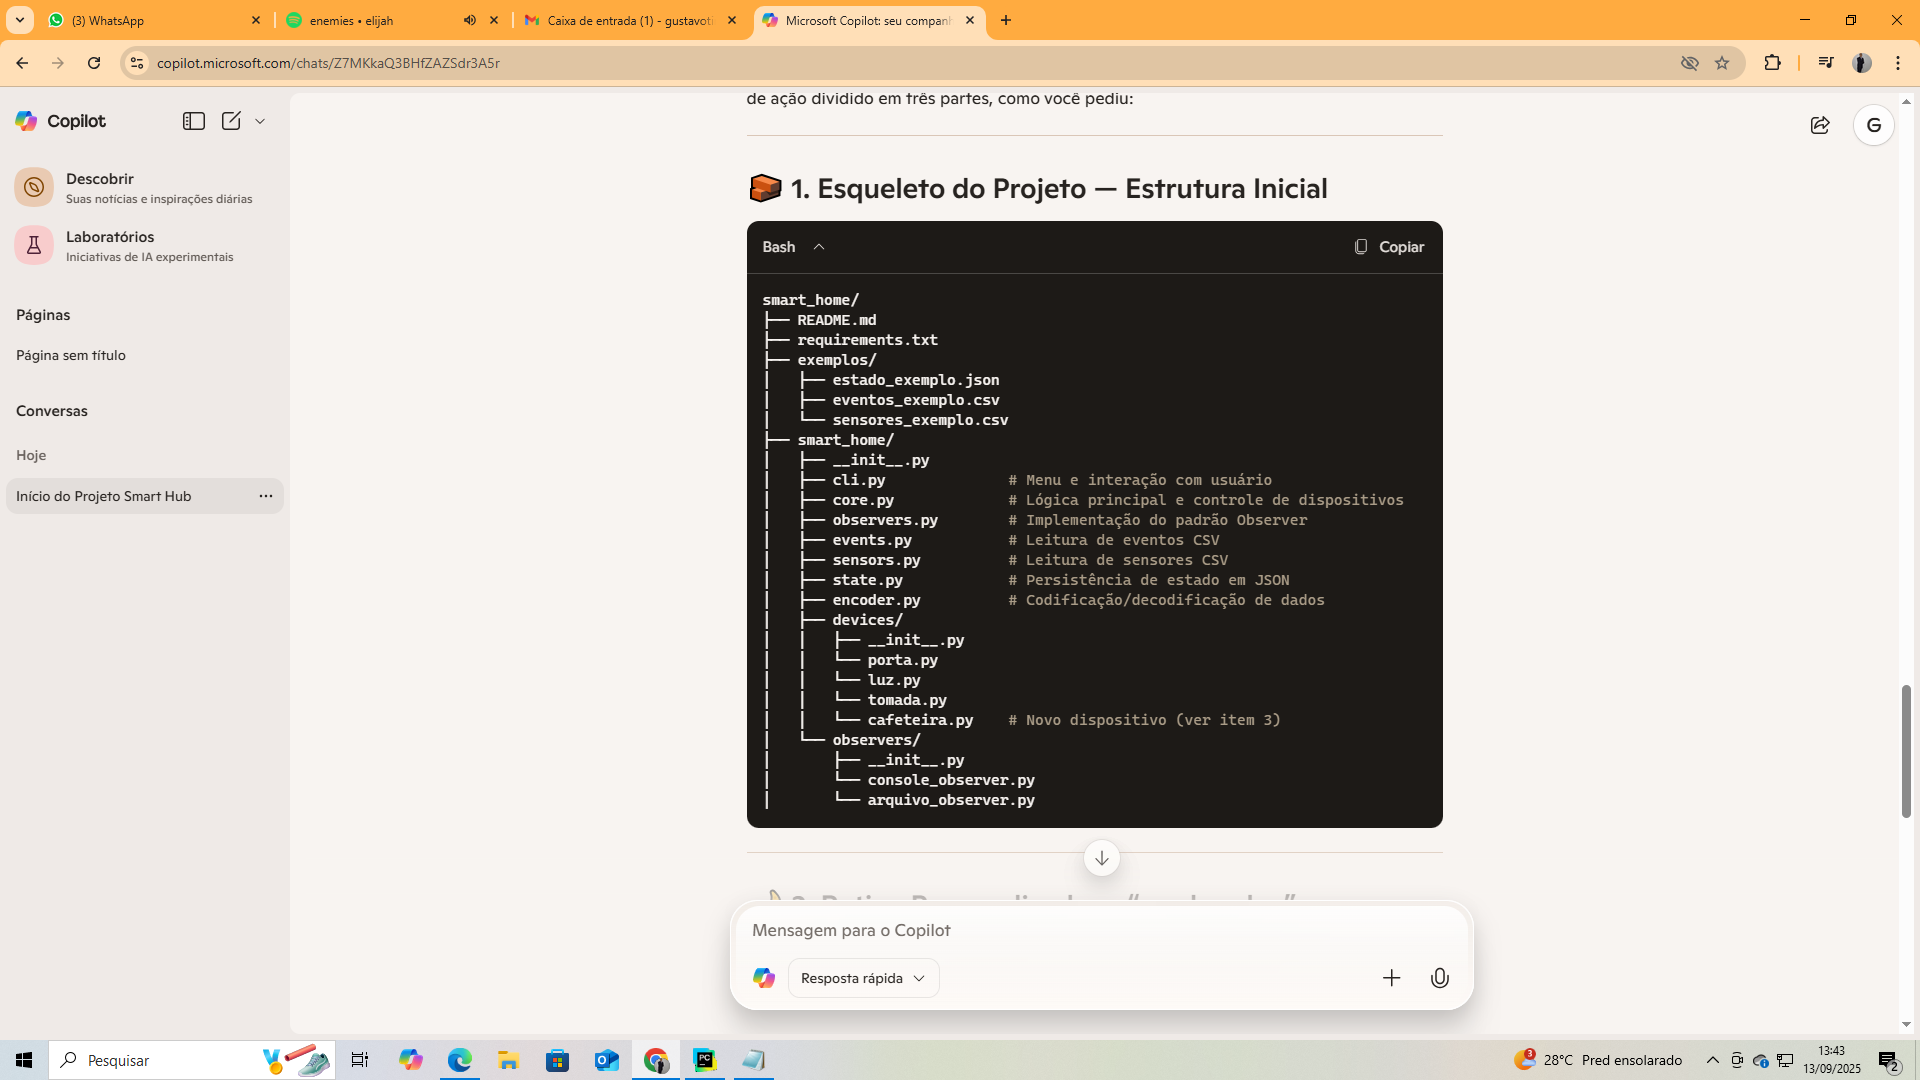 (3) WhatsApp
enemies • elijah
Caixa de entrada (1) - gustavoti
Microsoft Copilot: seu companh
copilot.microsoft.com/chats/Z7MKkaQ3BHfZAZSdr3A5r
Copilot
Descobrir
Suas notícias e inspirações diárias
Laboratórios
Iniciativas de IA experimentais
Páginas
Página sem título
Conversas
Hoje
Início do Projeto Smart Hub
G
de ação dividido em três partes, como você pediu:
1. Esqueleto do Projeto — Estrutura Inicial
Bash
Copiar
smart_home/
├── README.md
├── requirements.txt
├── exemplos/
│   ├── estado_exemplo.json
│   ├── eventos_exemplo.csv
│   └── sensores_exemplo.csv
├── smart_home/
│   ├── __init__.py
│   ├── cli.py              # Menu e interação com usuário
│   ├── core.py             # Lógica principal e controle de dispositivos
│   ├── observers.py        # Implementação do padrão Observer
│   ├── events.py           # Leitura de eventos CSV
│   ├── sensors.py          # Leitura de sensores CSV
│   ├── state.py            # Persistência de estado em JSON
│   ├── encoder.py          # Codificação/decodificação de dados
│   ├── devices/
│   │   ├── __init__.py
│   │   └── porta.py
│   │   └── luz.py
│   │   └── tomada.py
│   │   └── cafeteira.py    # Novo dispositivo (ver item 3)
│   └── observers/
│       ├── __init__.py
│       └── console_observer.py
│       └── arquivo_observer.py
Mensagem para o Copilot
Resposta rápida
Pesquisar
PC
3
28°C Pred ensolarado
13:43
13/09/2025
2